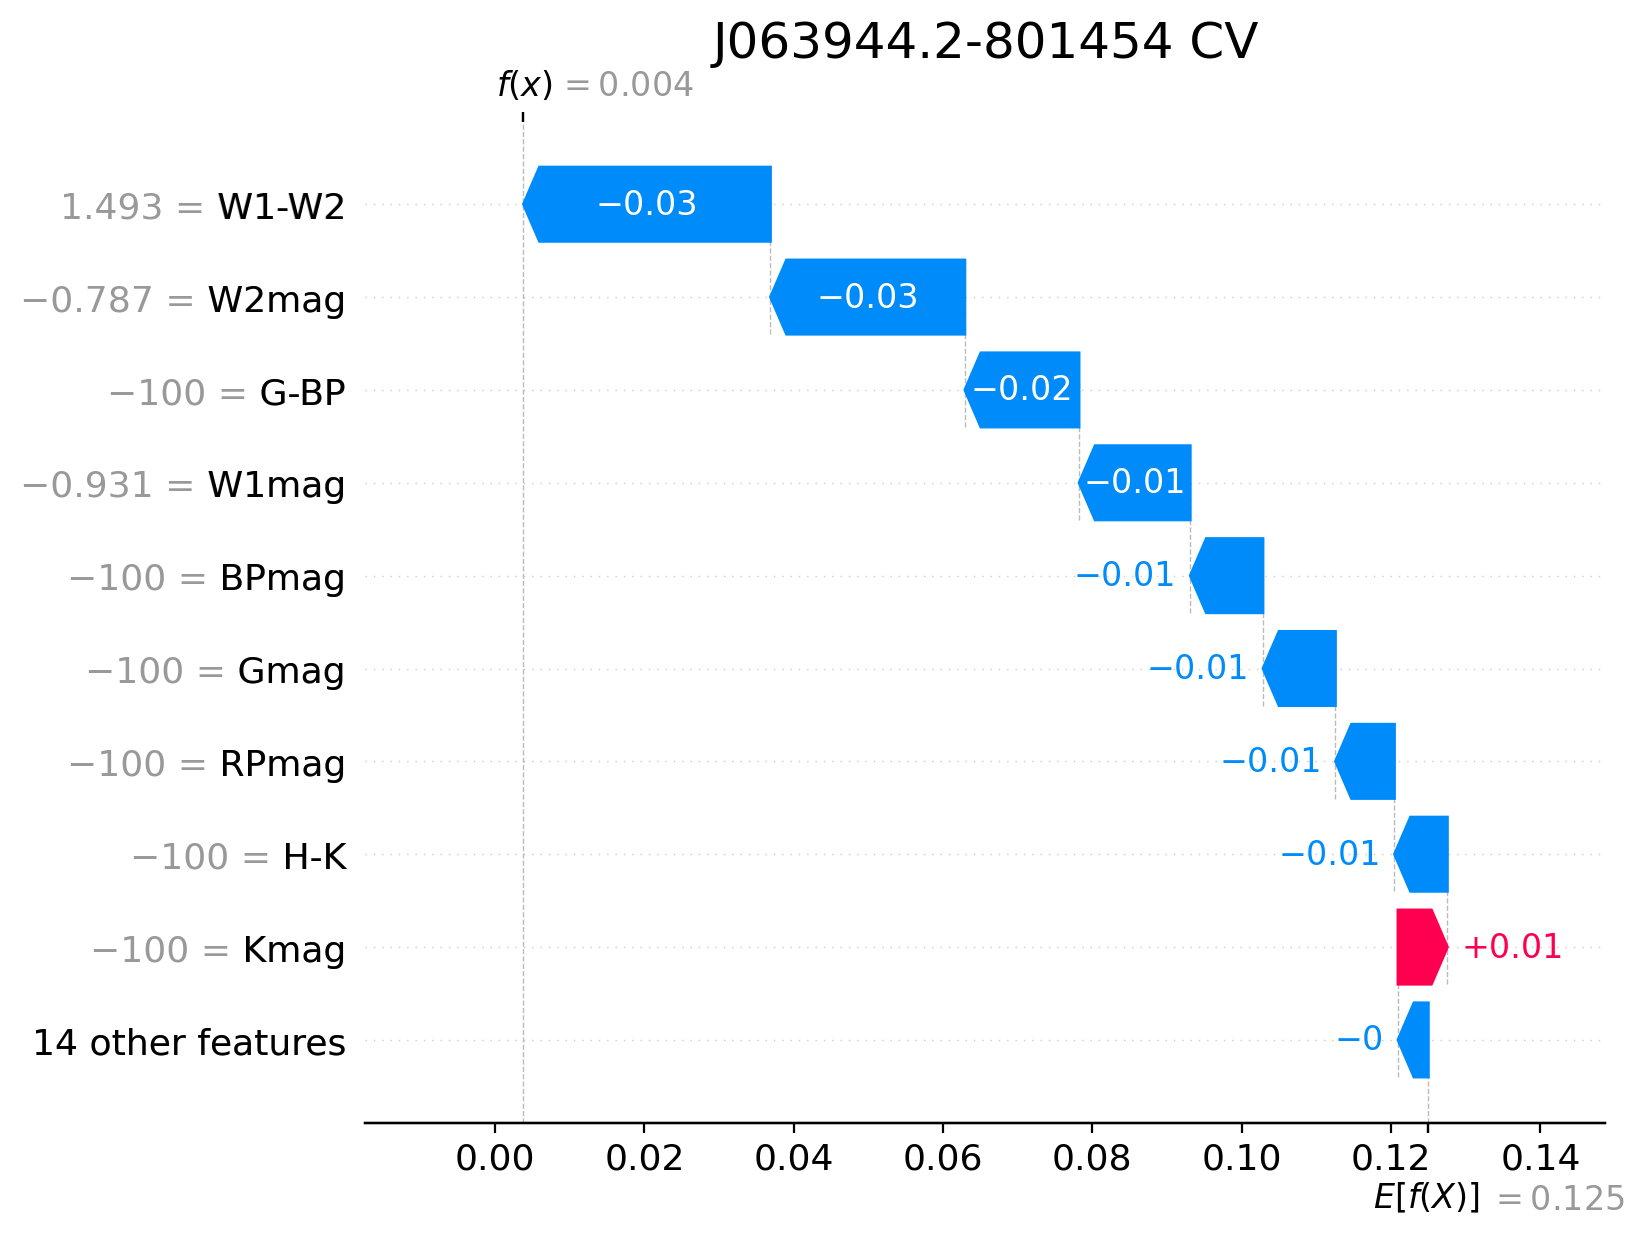 J063944.2-801454 CV
f(x) = 0.004
1.493 = W1-W2
−0.03
−0.787 = W2mag
−0.03
−100 = G-BP
−0.02
−0.931 = W1mag
−0.01
−100 = BPmag
−0.01
−100 = Gmag
−0.01
−100 = RPmag
−0.01
−100 = H-K
−0.01
−100 = Kmag
+0.01
14 other features
−0
0.00 0.02 0.04 0.06 0.08 0.10 0.12 0.14
E[f(X)] = 0.125